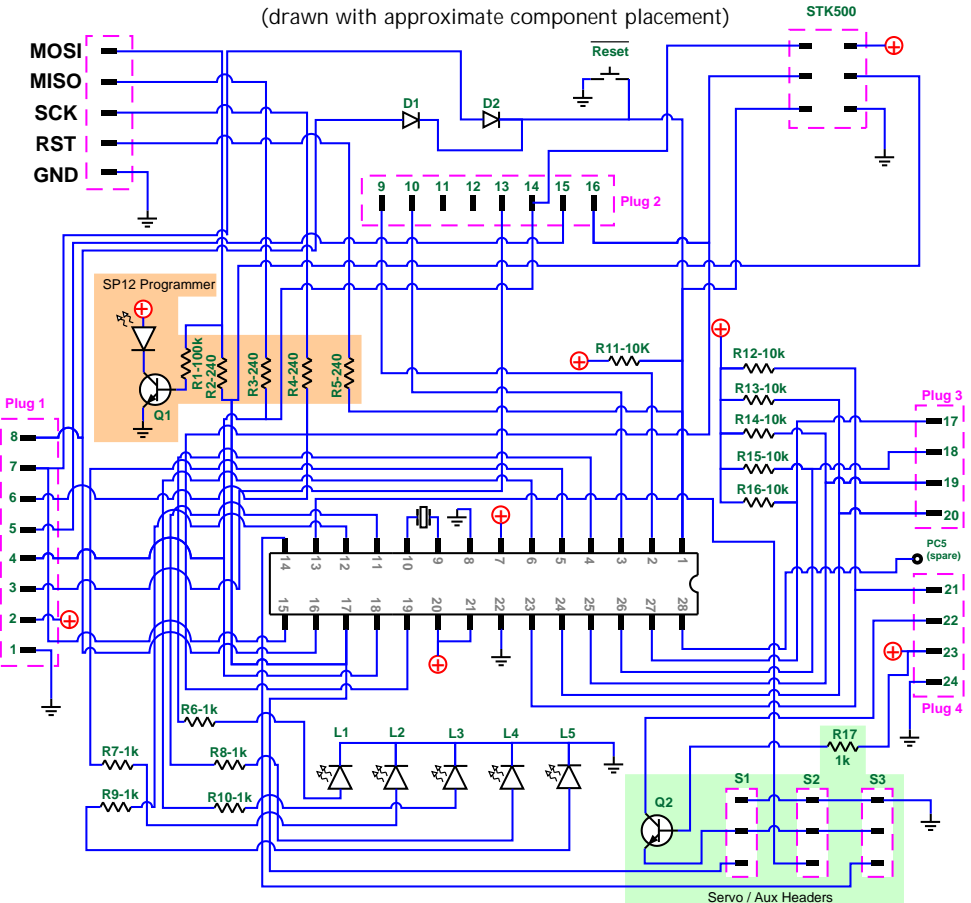 (drawn with approximate component placement)
STK500
MOSI
MISO
SCK
RST
GND
Reset
D1
D2
9 10 11 12 13 14 15 16
Plug 2
SP12 Programmer
Q1
R1-100k
R2-240
R3-240
R4-240
R5-240
R11-10K
R12-10k
R13-10k
R14-10k
R15-10k
R16-10k
Plug 1
8
7
6
5
4
3
2
1
Plug 3
17
18
19
20
PC5
(spare)
14 13 12 11 10 9 8 7 6 5 4 3 2 1
15 16 17 18 19 20 21 22 23 24 25 26 27 28
21
22
23
24
Plug 4
R6-1k
R7-1k
R8-1k
R9-1k
R10-1k
L1 L2 L3 L4 L5
R17
1k
Q2
S1 S2 S3
Servo / Aux Headers